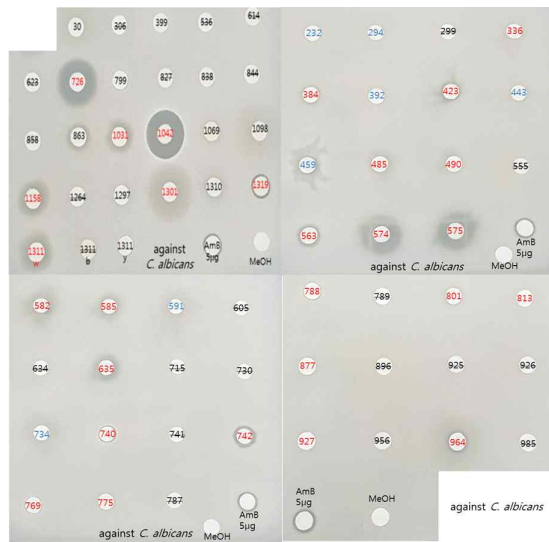 30 306 399 536 614
623 726 799 827 838 844
858 863 1031 1042 1069 1098
1158 1264 1297 1301 1310 1319
1311 1311 1311 against AmB MeOH
w b y C. albicans 5µg
232 294 299 336
384 392 423 443
459 485 490 555
563 574 575 AmB
against C. albicans MeOH 5µg
582 585 591 605
634 635 715 730
734 740 741 742
769 775 787 AmB
against C. albicans MeOH 5µg
788 789 801 813
877 896 925 926
927 956 964 985
AmB MeOH against C. albicans
5µg